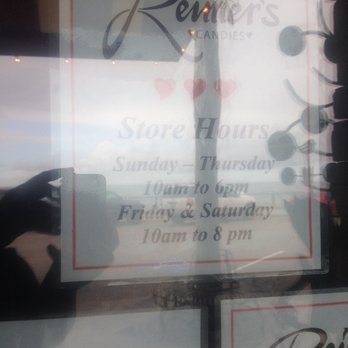 CANDIES
Store Hours
Sunday – Thursday
10am to 6pm
Friday & Saturday
10am to 8 pm